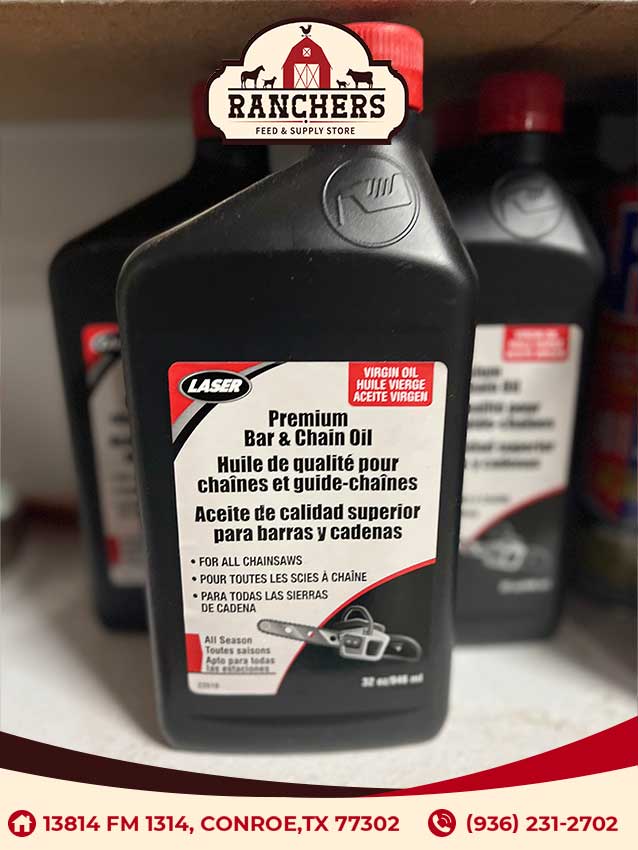 RANCHERS
FEED & SUPPLY STORE
LASER
VIRGIN OIL
HUILE VIERGE
ACEITE VIRGEN
Premium
Bar & Chain Oil
Huile de qualité pour
chaînes et guide-chaînes
Aceite de calidad superior
para barras y cadenas
• FOR ALL CHAINSAWS
• POUR TOUTES LES SCIES À CHAÎNE
• PARA TODAS LAS SIERRAS
DE CADENA
All Season
Toutes saisons
Apto para todas
las estaciones
32 oz/946 ml
13814 FM 1314, CONROE,TX 77302
(936) 231-2702